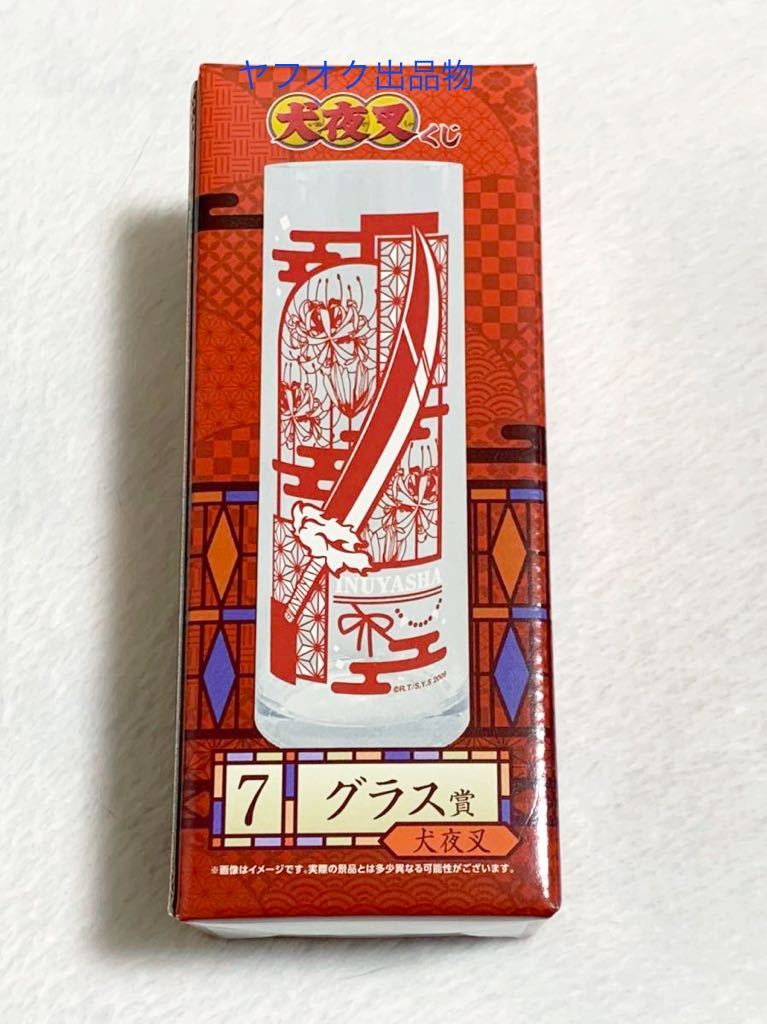 ヤフオク出品物
犬夜叉くじ
INUYASHA
©R.T/S,Y,S 2009
7
グラス賞
犬夜叉
※画像はイメージです。実際の景品とは多少異なる可能性がございます。